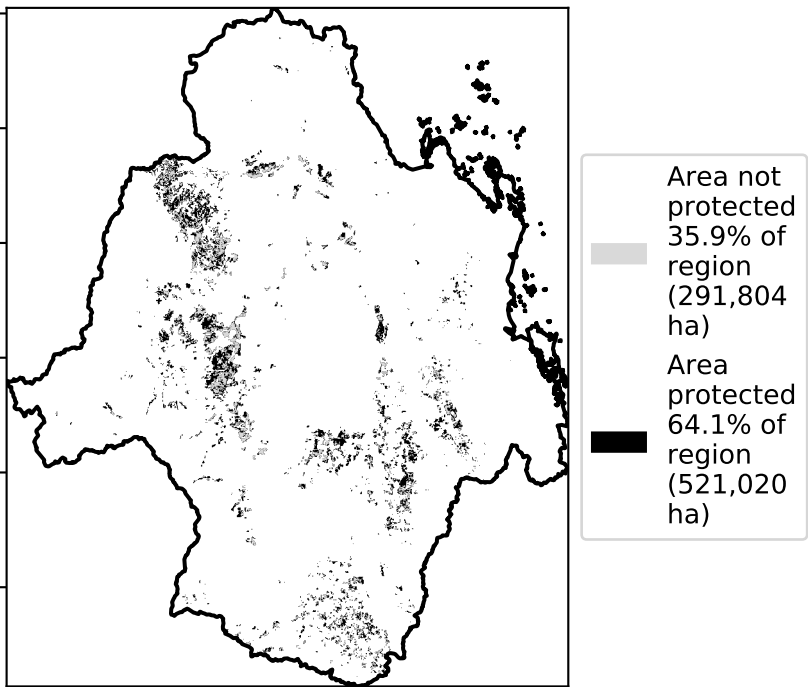 Area not
protected
35.9% of
region
(291,804
ha)
Area
protected
64.1% of
region
(521,020
ha)